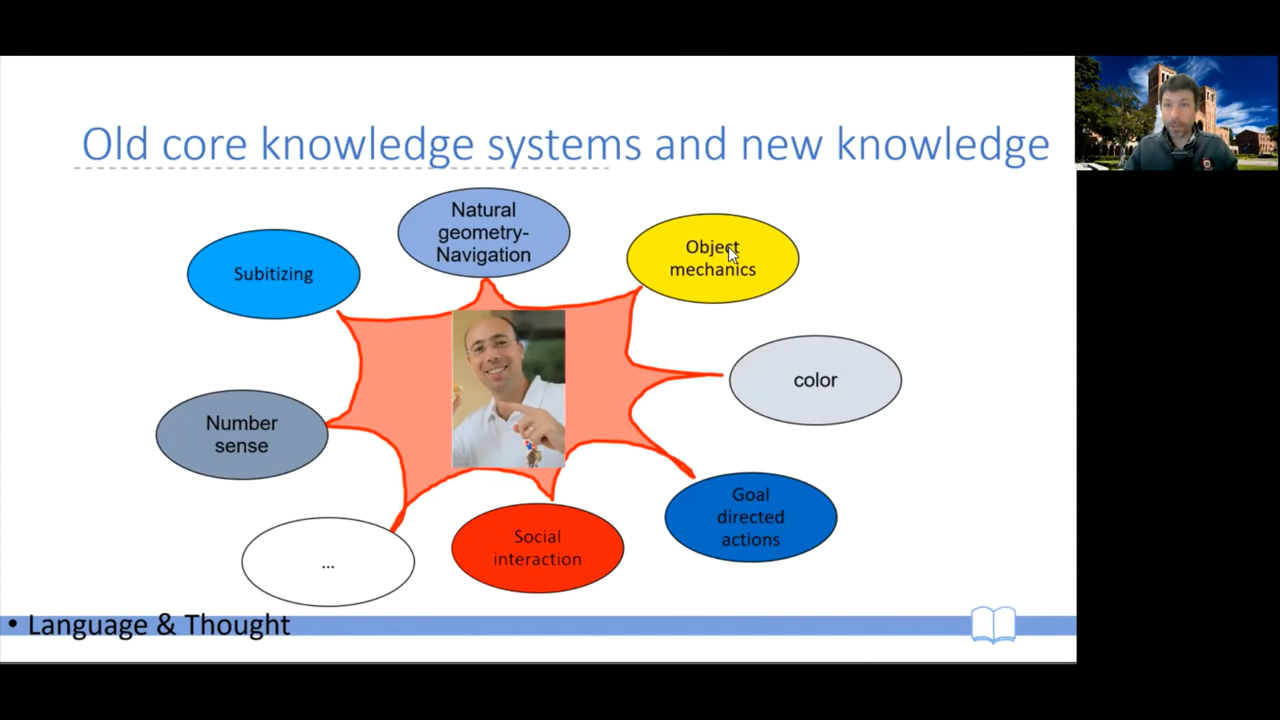 Old core knowledge systems and new knowledge
Natural
geometry-
Navigation
Object
mechanics
Subitizing
color
Number
sense
Goal
directed
actions
Social
interaction
...
• Language & Thought